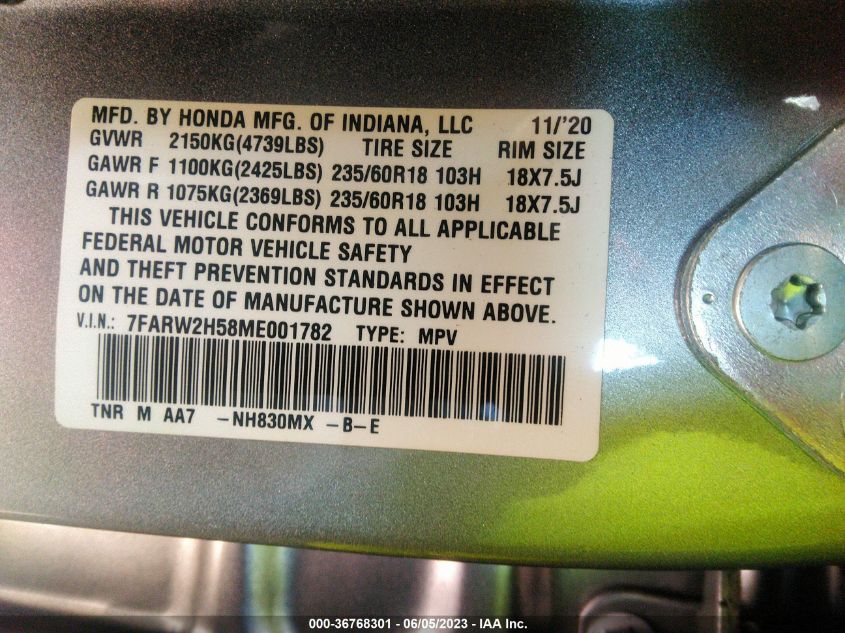 MFD. BY HONDA MFG. OF INDIANA, LLC 11/'20
GVWR 2150KG(4739LBS) TIRE SIZE RIM SIZE
GAWR F 1100KG(2425LBS) 235/60R18 103H 18X7.5J
GAWR R 1075KG(2369LBS) 235/60R18 103H 18X7.5J
THIS VEHICLE CONFORMS TO ALL APPLICABLE
FEDERAL MOTOR VEHICLE SAFETY
AND THEFT PREVENTION STANDARDS IN EFFECT
ON THE DATE OF MANUFACTURE SHOWN ABOVE.
V.I.N.: 7FARW2H58ME001782 TYPE: MPV
TNR M AA7 -NH830MX -B-E
000-36768301 - 06/05/2023 - IAA Inc.